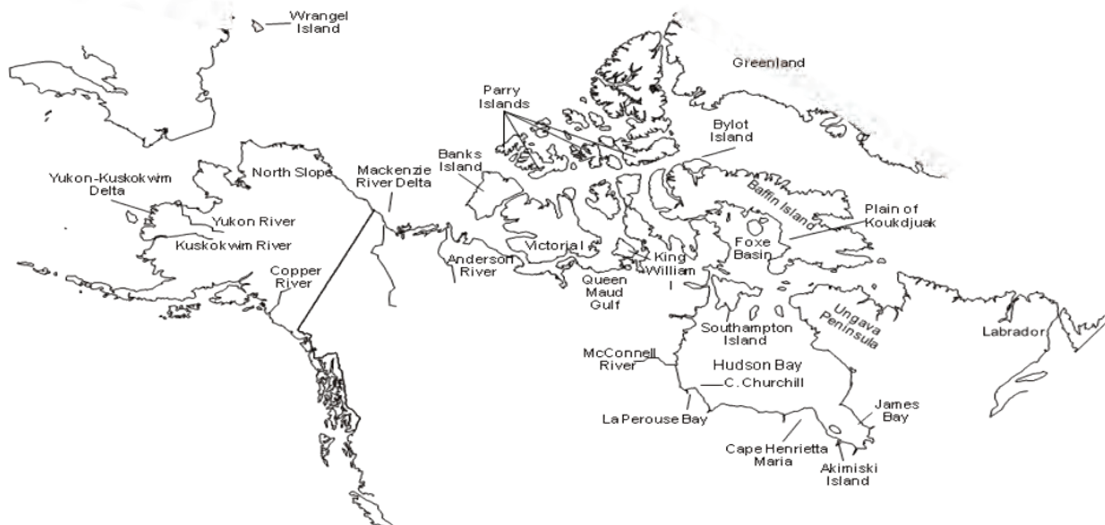 Wrangel
Island
Greenland
Parry
Islands
Bylot
Island
Banks
Island
Mackenzie
River Delta
North Slope
Yukon-Kuskokwim
Delta
Baffin Island
Plain of
Koukdjuak
Yukon River
Kuskokwim River
Foxe
Basin
Victoria I
King
William
I
Anderson
River
Copper
River
Queen
Maud
Gulf
Ungava
Peninsula
Labrador
Southampton
Island
McConnell
River
Hudson Bay
C. Churchill
La Perouse Bay
James
Bay
Cape Henrietta
Maria
Akimiski
Island